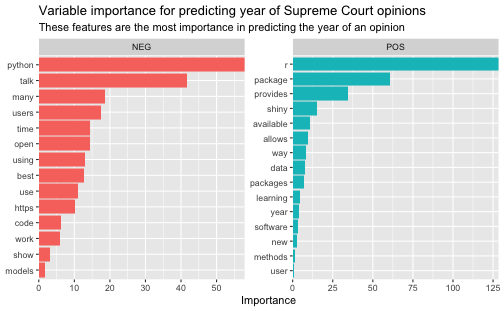 Variable importance for predicting year of Supreme Court opinions
These features are the most importance in predicting the year of an opinion
NEG
python
talk
many
users
time
open
using
best
use
https
code
work
show
models
0 10 20 30 40 50
POS
r
package
provides
shiny
available
allows
way
data
packages
learning
year
software
new
methods
user
0 25 50 75 100 125
Importance